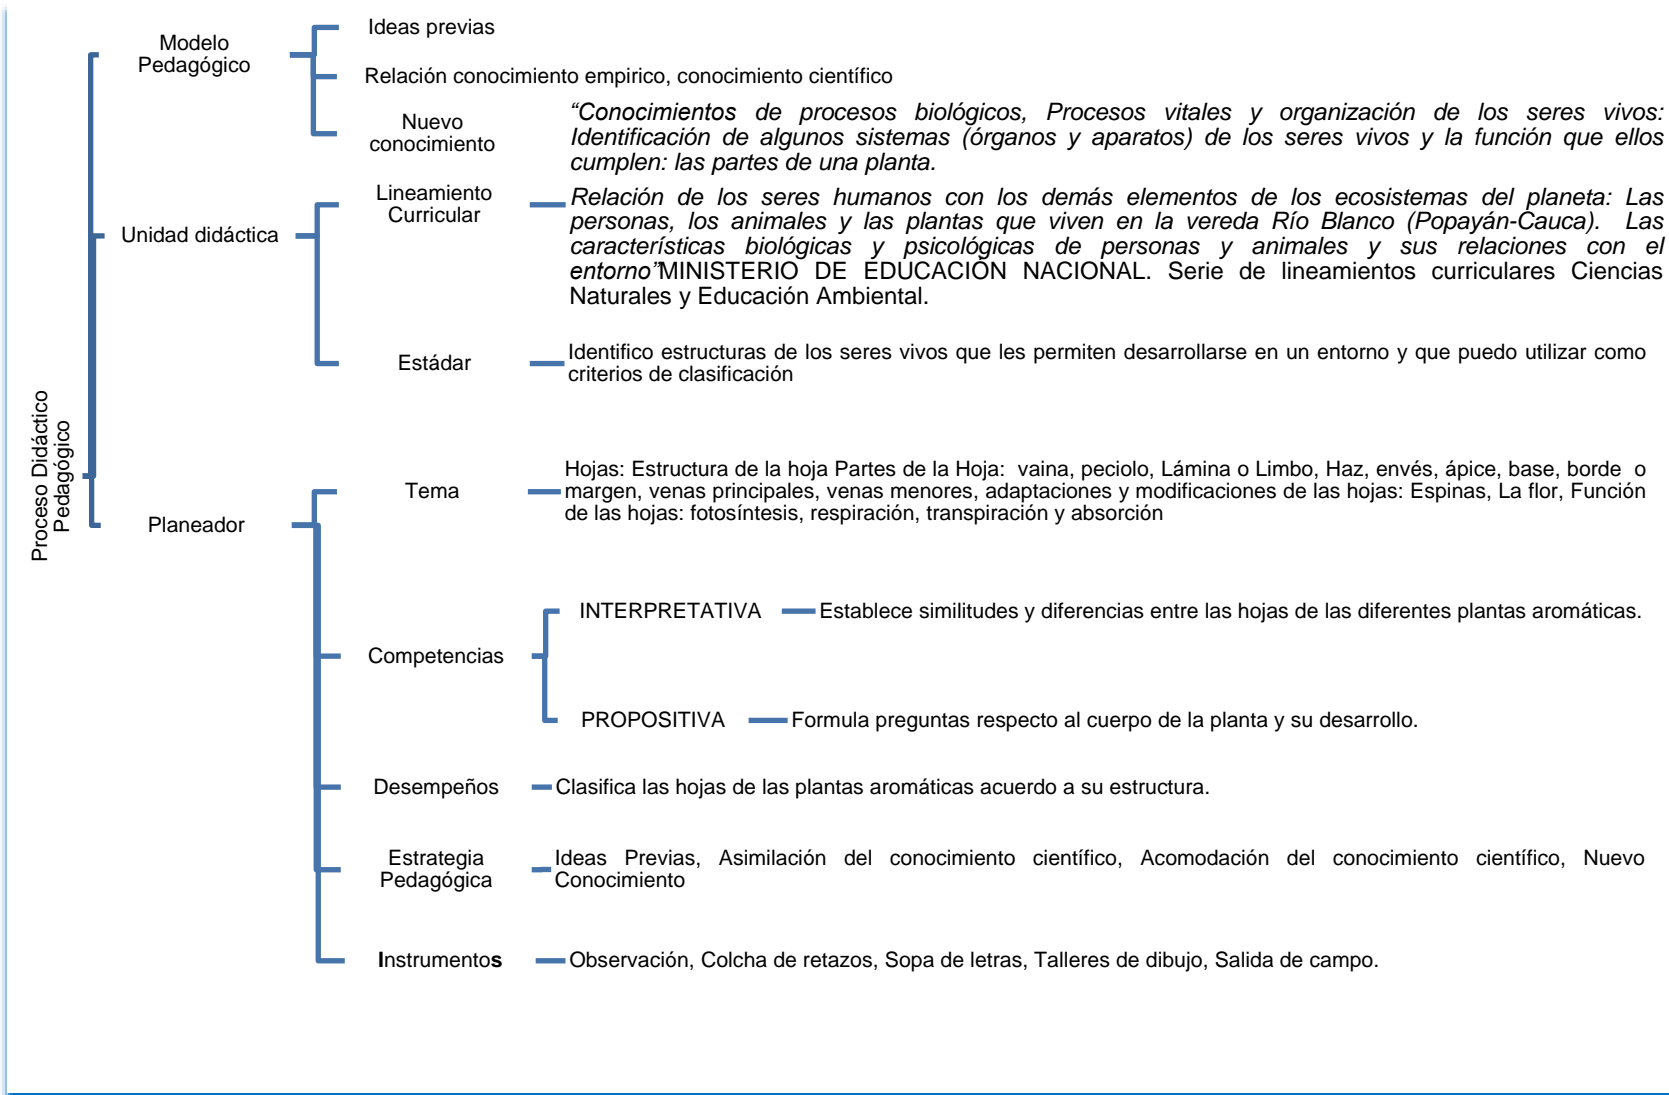 Proceso Didáctico
Pedagógico
Modelo
Pedagógico
Ideas previas
Relación conocimiento empirico, conocimiento científico
Nuevo
conocimiento
Unidad didáctica
Lineamiento
Curricular
“Conocimientos de procesos biológicos, Procesos vitales y organización de los seres vivos:
Identificación de algunos sistemas (órganos y aparatos) de los seres vivos y la función que ellos
cumplen: las partes de una planta.
Relación de los seres humanos con los demás elementos de los ecosistemas del planeta: Las
personas, los animales y las plantas que viven en la vereda Río Blanco (Popayán-Cauca). Las
características biológicas y psicológicas de personas y animales y sus relaciones con el
entorno”MINISTERIO DE EDUCACIÓN NACIONAL. Serie de lineamientos curriculares Ciencias
Naturales y Educación Ambiental.
Estádar
Identifico estructuras de los seres vivos que les permiten desarrollarse en un entorno y que puedo utilizar como
criterios de clasificación
Planeador
Tema
Hojas: Estructura de la hoja Partes de la Hoja: vaina, peciolo, Lámina o Limbo, Haz, envés, ápice, base, borde o
margen, venas principales, venas menores, adaptaciones y modificaciones de las hojas: Espinas, La flor, Función
de las hojas: fotosíntesis, respiración, transpiración y absorción
Competencias
INTERPRETATIVA
Establece similitudes y diferencias entre las hojas de las diferentes plantas aromáticas.
PROPOSITIVA
Formula preguntas respecto al cuerpo de la planta y su desarrollo.
Desempeños
Clasifica las hojas de las plantas aromáticas acuerdo a su estructura.
Estrategia
Pedagógica
Ideas Previas, Asimilación del conocimiento científico, Acomodación del conocimiento científico, Nuevo
Conocimiento
Instrumentos
Observación, Colcha de retazos, Sopa de letras, Talleres de dibujo, Salida de campo.